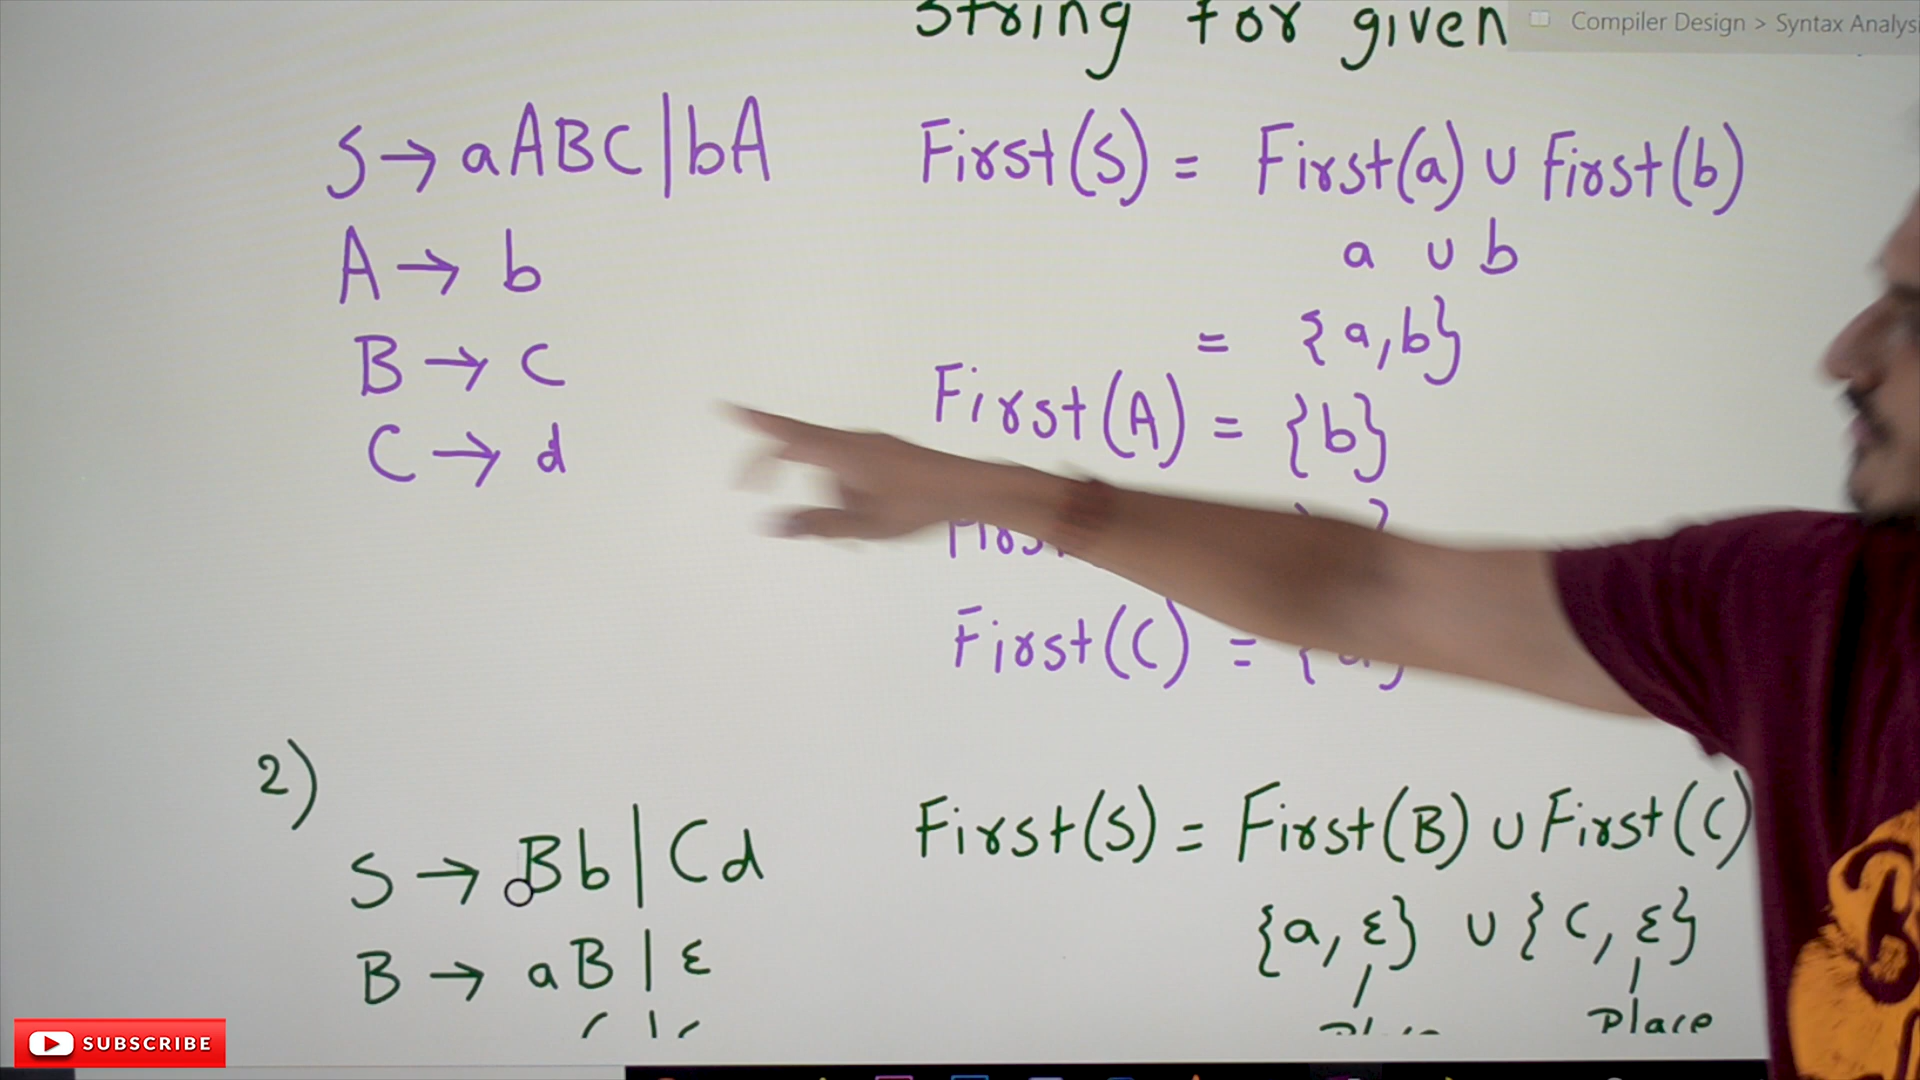 String for given
Compiler Design > Syntax Analys
S → aABC | bA
A → b
B → c
C → d
First(S) = First(a) ∪ First(b)
a ∪ b
= {a,b}
First(A) = {b}
First(C) =
2)
S → Bb | Cd
B → aB | ε
First(S) = First(B) ∪ First(C)
{a, ε} ∪ {c, ε}
Place
SUBSCRIBE